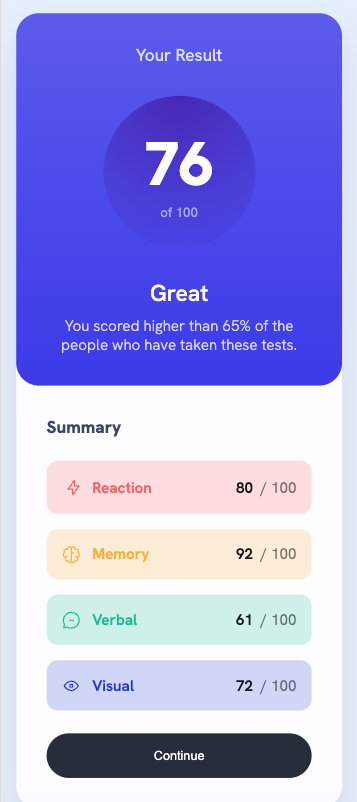 Your Result
76
of 100
Great
You scored higher than 65% of the
people who have taken these tests.
Summary
Reaction 80 / 100
Memory 92 / 100
Verbal 61 / 100
Visual 72 / 100
Continue